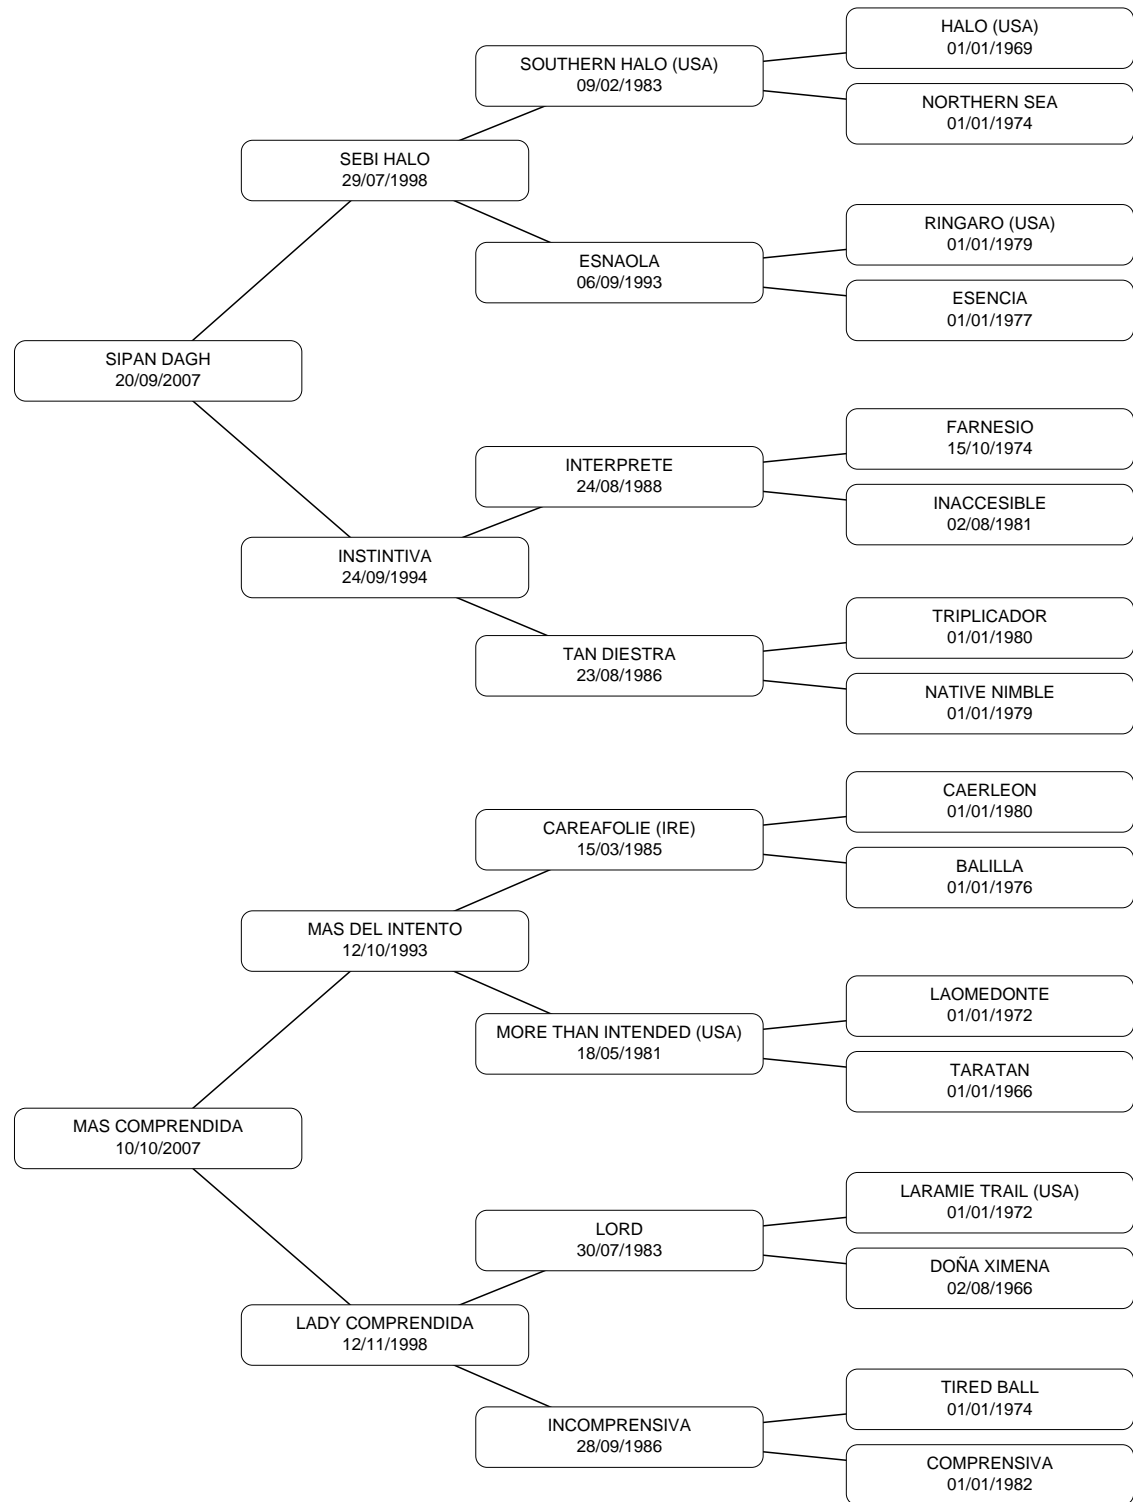 HALO (USA)
01/01/1969
SOUTHERN HALO (USA)
09/02/1983
NORTHERN SEA
01/01/1974
SEBI HALO
29/07/1998
RINGARO (USA)
01/01/1979
ESNAOLA
06/09/1993
ESENCIA
01/01/1977
SIPAN DAGH
20/09/2007
FARNESIO
15/10/1974
INTERPRETE
24/08/1988
INACCESIBLE
02/08/1981
INSTINTIVA
24/09/1994
TRIPLICADOR
01/01/1980
TAN DIESTRA
23/08/1986
NATIVE NIMBLE
01/01/1979
CAERLEON
01/01/1980
CAREAFOLIE (IRE)
15/03/1985
BALILLA
01/01/1976
MAS DEL INTENTO
12/10/1993
LAOMEDONTE
01/01/1972
MORE THAN INTENDED (USA)
18/05/1981
TARATAN
01/01/1966
MAS COMPRENDIDA
10/10/2007
LARAMIE TRAIL (USA)
01/01/1972
LORD
30/07/1983
DOÑA XIMENA
02/08/1966
LADY COMPRENDIDA
12/11/1998
TIRED BALL
01/01/1974
INCOMPRENSIVA
28/09/1986
COMPRENSIVA
01/01/1982